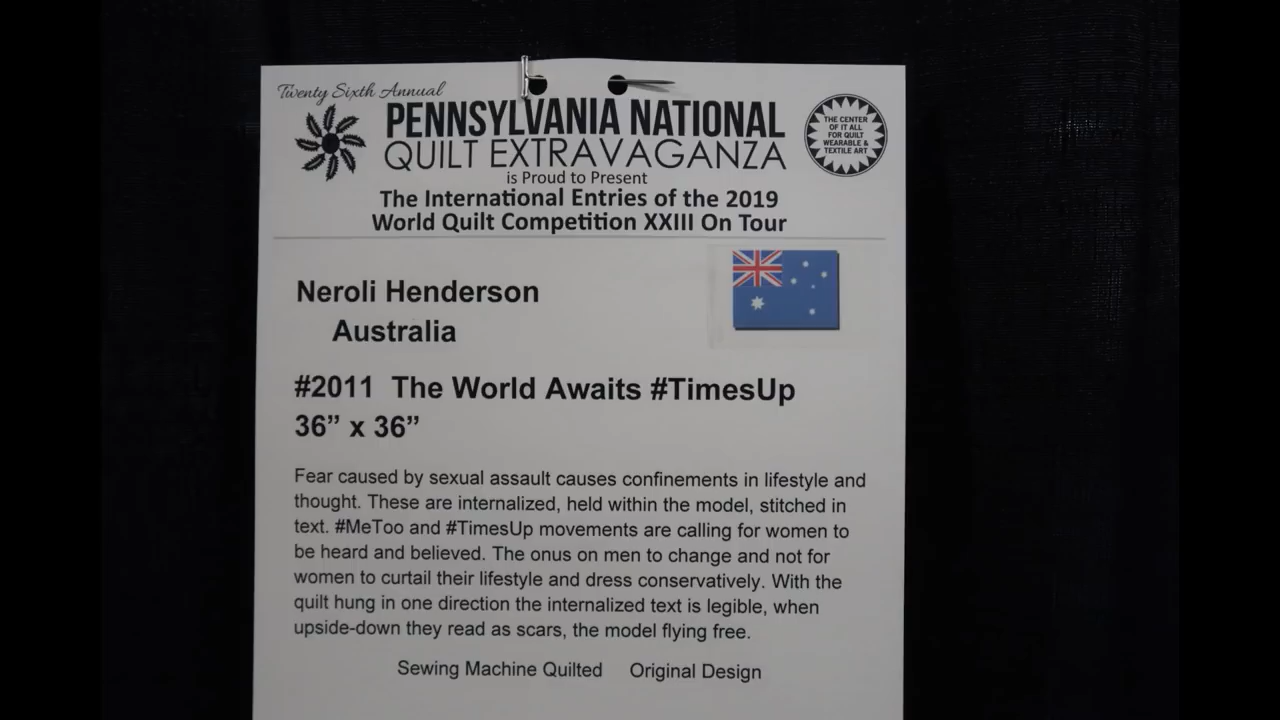 Twenty Sixth Annual
PENNSYLVANIA NATIONAL
QUILT EXTRAVAGANZA
THE CENTER
OF IT ALL
FOR QUILT
WEARABLE &
TEXTILE ART
is Proud to Present
The International Entries of the 2019
World Quilt Competition XXIII On Tour
Neroli Henderson
Australia
#2011 The World Awaits #TimesUp
36” x 36”
Fear caused by sexual assault causes confinements in lifestyle and
thought. These are internalized, held within the model, stitched in
text. #MeToo and #TimesUp movements are calling for women to
be heard and believed. The onus on men to change and not for
women to curtail their lifestyle and dress conservatively. With the
quilt hung in one direction the internalized text is legible, when
upside-down they read as scars, the model flying free.
Sewing Machine Quilted Original Design